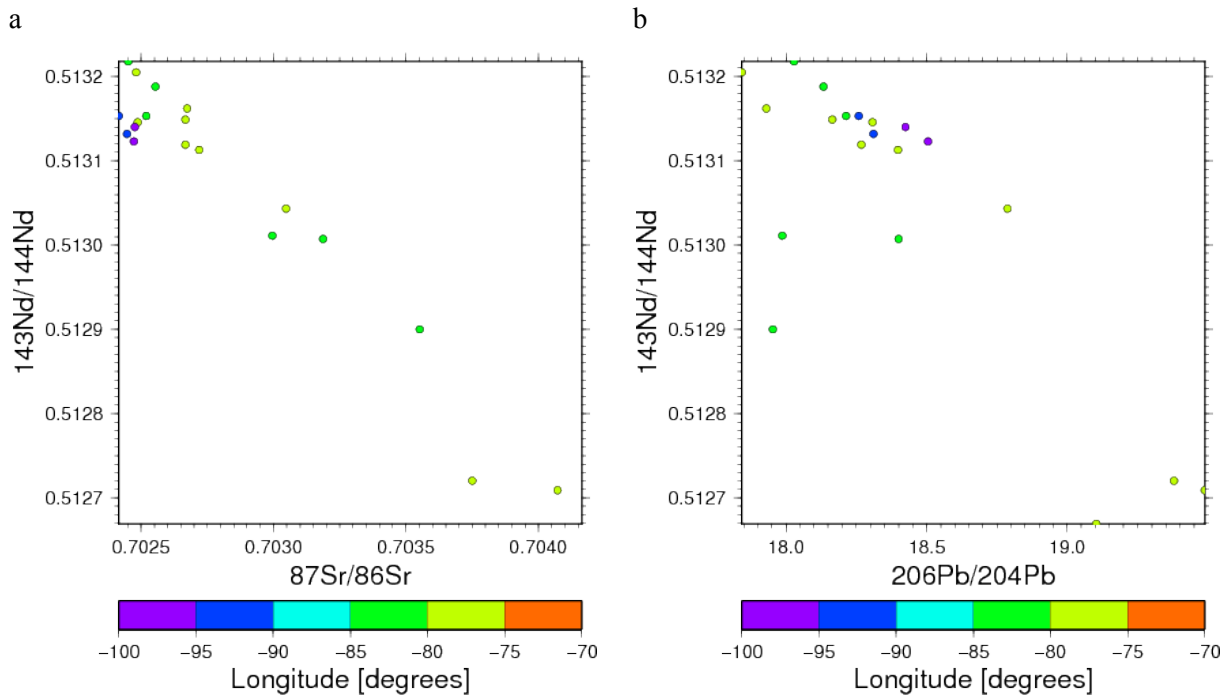 a
0.5132
0.5131
0.5130
0.5129
0.5128
0.5127
143Nd/144Nd
0.7025 0.7030 0.7035 0.7040
87Sr/86Sr
−100 −95 −90 −85 −80 −75 −70
Longitude [degrees]
b
0.5132
0.5131
0.5130
0.5129
0.5128
0.5127
143Nd/144Nd
18.0 18.5 19.0
206Pb/204Pb
−100 −95 −90 −85 −80 −75 −70
Longitude [degrees]